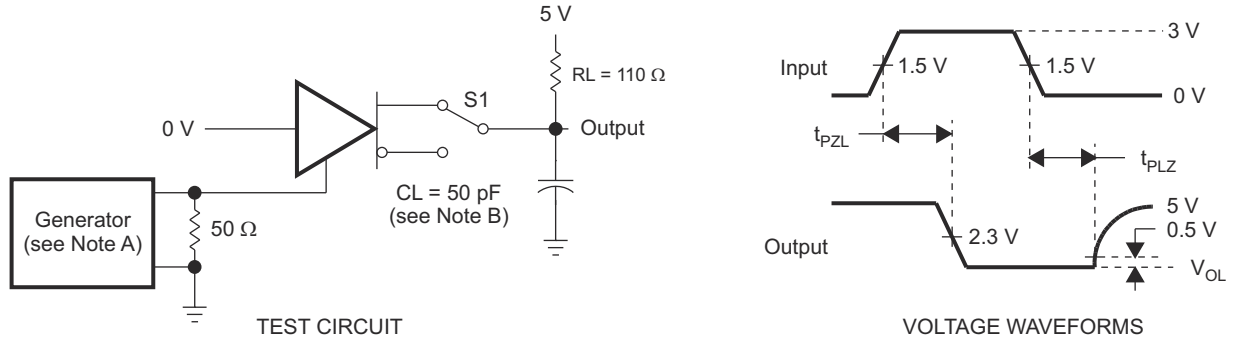 5 V
RL = 110 Ω
S1
0 V
Output
CL = 50 pF
(see Note B)
Generator
(see Note A)
50 Ω
TEST CIRCUIT
3 V
Input
1.5 V
1.5 V
0 V
tPZL
tPLZ
5 V
0.5 V
Output
2.3 V
VOL
VOLTAGE WAVEFORMS